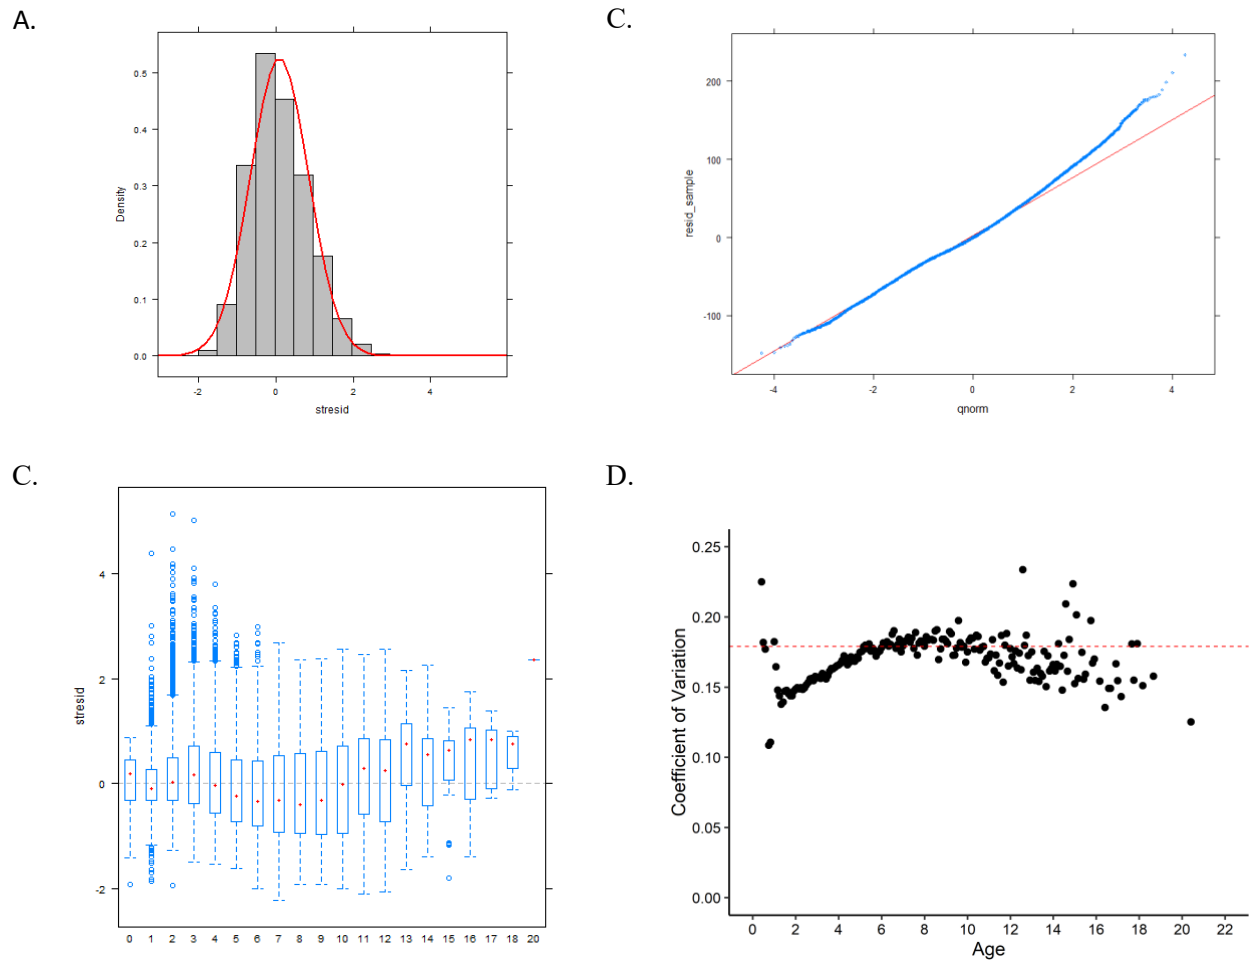 A.
0.5
0.4
0.3
0.2
0.1
0.0
Density
-2 0 2 4
stresid
C.
200
100
0
-100
resid_sample
-4 -2 0 2 4
qnorm
C.
4
2
0
-2
stresid
0 1 2 3 4 5 6 7 8 9 10 11 12 13 14 15 16 17 18 20
D.
0.25
0.20
0.15
0.10
0.05
0.00
Coefficient of Variation
0 2 4 6 8 10 12 14 16 18 20 22
Age